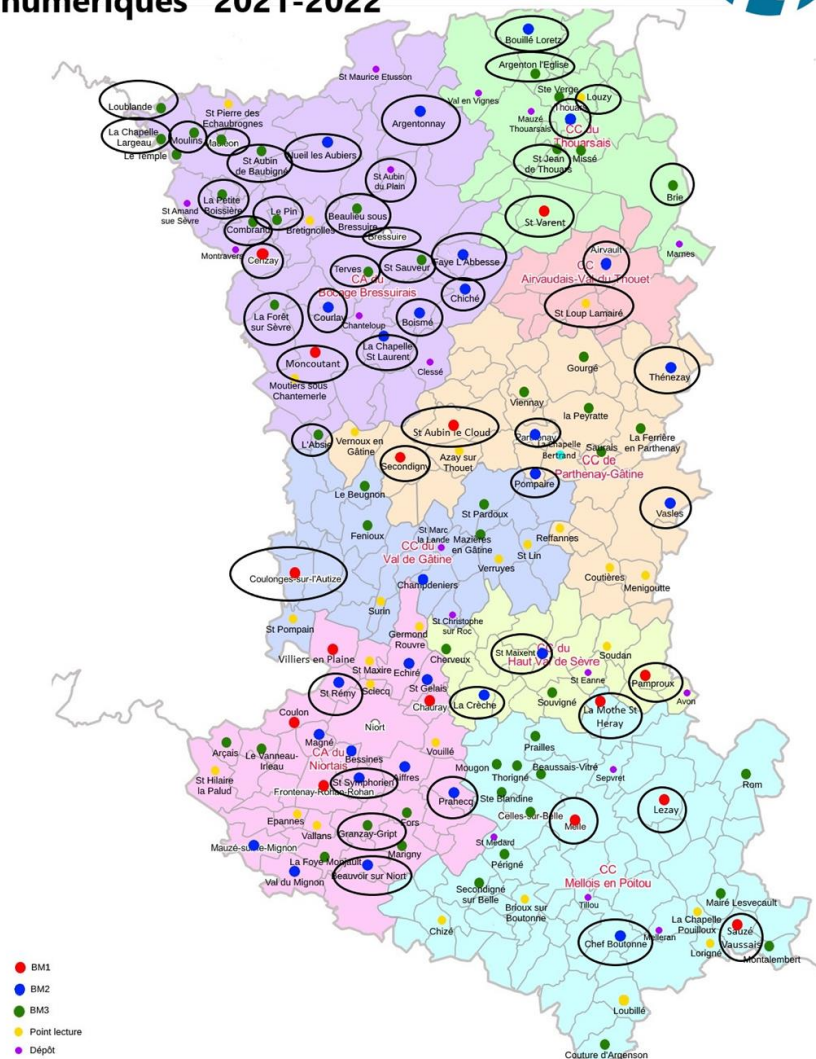 numériques 2021-2022
Bouillé Loretz
Argenton l'Eglise
St Maurice Etusson
Ste Verge
Louzy
Val en Vignes
Loublande
St Pierre des
Echaubrognes
Thouars
Mauzé
Thouarsais
Argentonnay
CC du
Thouarsais
La Chapelle
Largeau
Moulins
Mauléon
Le Temple
Nueil les Aubiers
St Aubin
de Baubigné
St Jean
de Thouars
Missé
St Aubin
du Plain
Brie
La Petite
Boissière
St Amand
sue Sèvre
Le Pin
Combrand
Bretignolles
Beaulieu sous
Bressuire
St Varent
Bressuire
Montravers
Cerizay
Marnes
Airvault
CC
Airvaudais-Val du Thouet
Terves
St Sauveur
Faye L'Abbesse
CA du
Bocage Bressuirais
Chiché
St Loup Lamairé
La Forêt
sur Sèvre
Courlay
Chanteloup
Boismé
La Chapelle
St Laurent
Moncoutant
Clessé
Gourgé
Thénezay
Moutiers sous
Chantemerle
Viennay
la Peyratte
St Aubin le Cloud
L'Absie
Vernoux en
Gâtine
Parthenay
La Chapelle
Bertrand
Saurais
La Ferrière
en Parthenay
Secondigny
Azay sur
Thouet
CC de
Parthenay-Gâtine
Pompaire
Le Beugnon
St Pardoux
Vasles
Fenioux
St Marc
la Lande
Mazières
en Gâtine
Reffannes
CC du
Val de Gâtine
St Lin
Verruyes
Coulonges-sur-l'Autize
Champdeniers
Coutières
Menigoutte
Surin
St Pompain
St Christophe
sur Roc
Germond
Rouvre
Cherveux
Villiers en Plaine
St Maxire
Echiré
St Maixent
CC du
Haut Val de Sèvre
Soudan
St Eanne
Pamproux
St Rémy
Sciecq
St Gelais
Chauray
La Crèche
Souvigné
La Mothe St
Heray
Avon
Coulon
Niort
Magné
Arçais
Le Vanneau-
Irleau
CA du
Niortais
Bessines
Vouillé
Prailles
St Hilaire
la Palud
Aiffres
Mougon
Thorigné
Beaussais-Vitré
Sepvret
Rom
St Symphorien
Frontenay-Rohan-Rohan
Prahecq
Ste Blandine
Lezay
Epannes
Vallans
Granzay-Gript
Fors
Celles-sur-Belle
Melle
Mauzé-sur-le-Mignon
Marigny
St Médard
La Foye Monjault
Périgné
Val du Mignon
Beauvoir sur Niort
CC
Mellois en Poitou
Secondigné
sur Belle
Brioux sur
Boutonne
Tillou
Mairé Lesvecault
Chizé
La Chapelle
Pouilloux
Sauzé
Vaussais
Chef Boutonne
Melleran
Lorigné
Montalembert
Loubillé
Couture d'Argenson
BM1
BM2
BM3
Point lecture
Dépôt